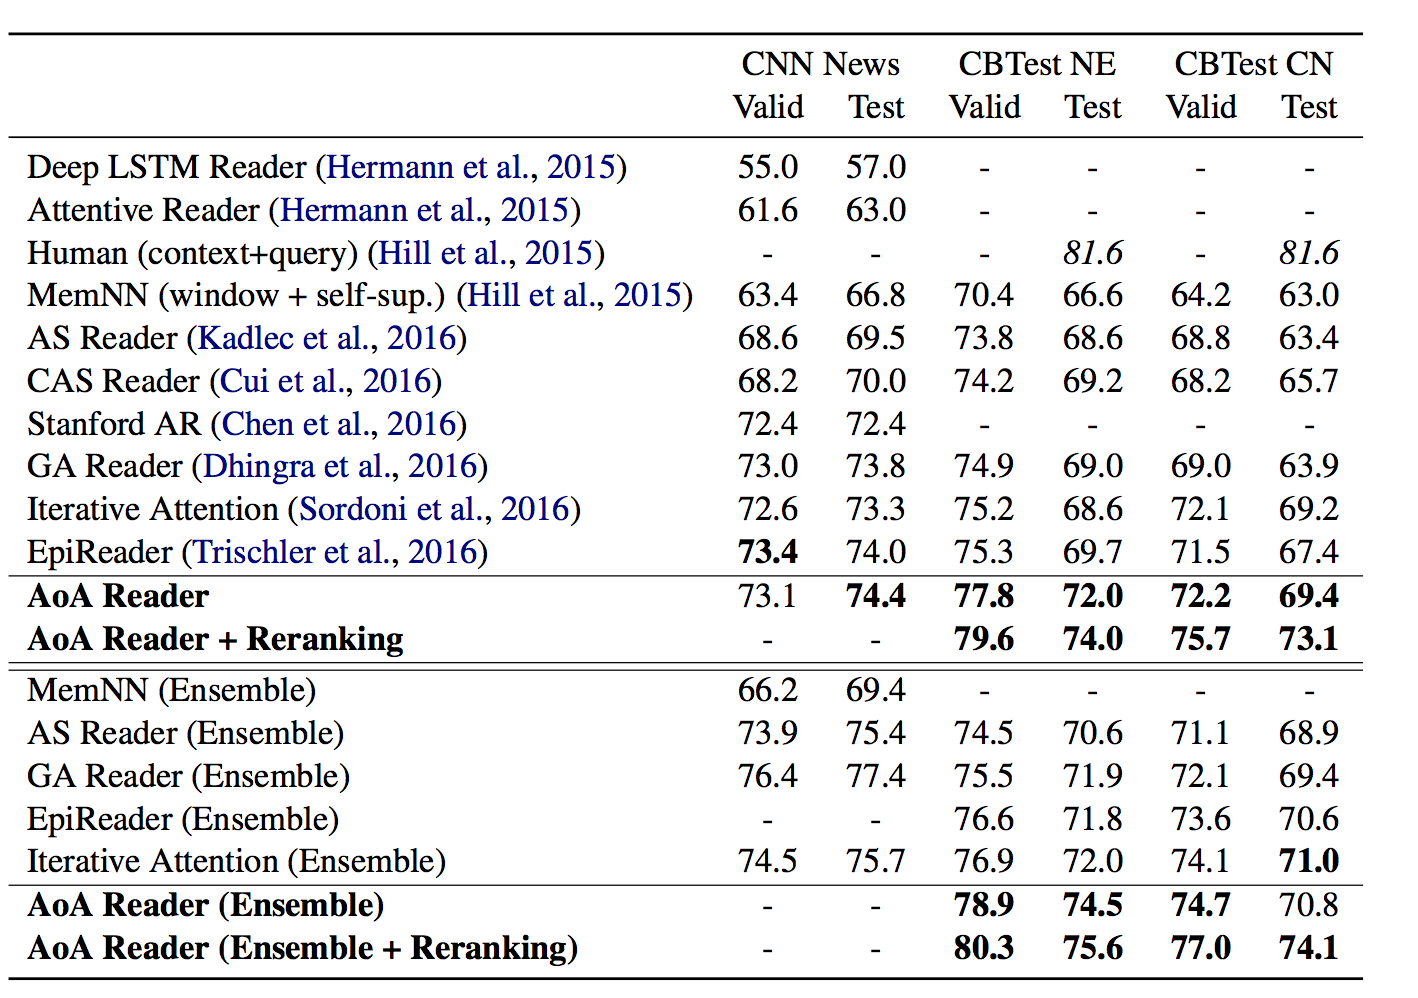 CNN News CBTest NE CBTest CN
Valid Test Valid Test Valid Test
Deep LSTM Reader (Hermann et al., 2015) 55.0 57.0 - - - -
Attentive Reader (Hermann et al., 2015) 61.6 63.0 - - - -
Human (context+query) (Hill et al., 2015) - - - 81.6 - 81.6
MemNN (window + self-sup.) (Hill et al., 2015) 63.4 66.8 70.4 66.6 64.2 63.0
AS Reader (Kadlec et al., 2016) 68.6 69.5 73.8 68.6 68.8 63.4
CAS Reader (Cui et al., 2016) 68.2 70.0 74.2 69.2 68.2 65.7
Stanford AR (Chen et al., 2016) 72.4 72.4 - - - -
GA Reader (Dhingra et al., 2016) 73.0 73.8 74.9 69.0 69.0 63.9
Iterative Attention (Sordoni et al., 2016) 72.6 73.3 75.2 68.6 72.1 69.2
EpiReader (Trischler et al., 2016) 73.4 74.0 75.3 69.7 71.5 67.4
AoA Reader 73.1 74.4 77.8 72.0 72.2 69.4
AoA Reader + Reranking - - 79.6 74.0 75.7 73.1
MemNN (Ensemble) 66.2 69.4 - - - -
AS Reader (Ensemble) 73.9 75.4 74.5 70.6 71.1 68.9
GA Reader (Ensemble) 76.4 77.4 75.5 71.9 72.1 69.4
EpiReader (Ensemble) - - 76.6 71.8 73.6 70.6
Iterative Attention (Ensemble) 74.5 75.7 76.9 72.0 74.1 71.0
AoA Reader (Ensemble) - - 78.9 74.5 74.7 70.8
AoA Reader (Ensemble + Reranking) - - 80.3 75.6 77.0 74.1